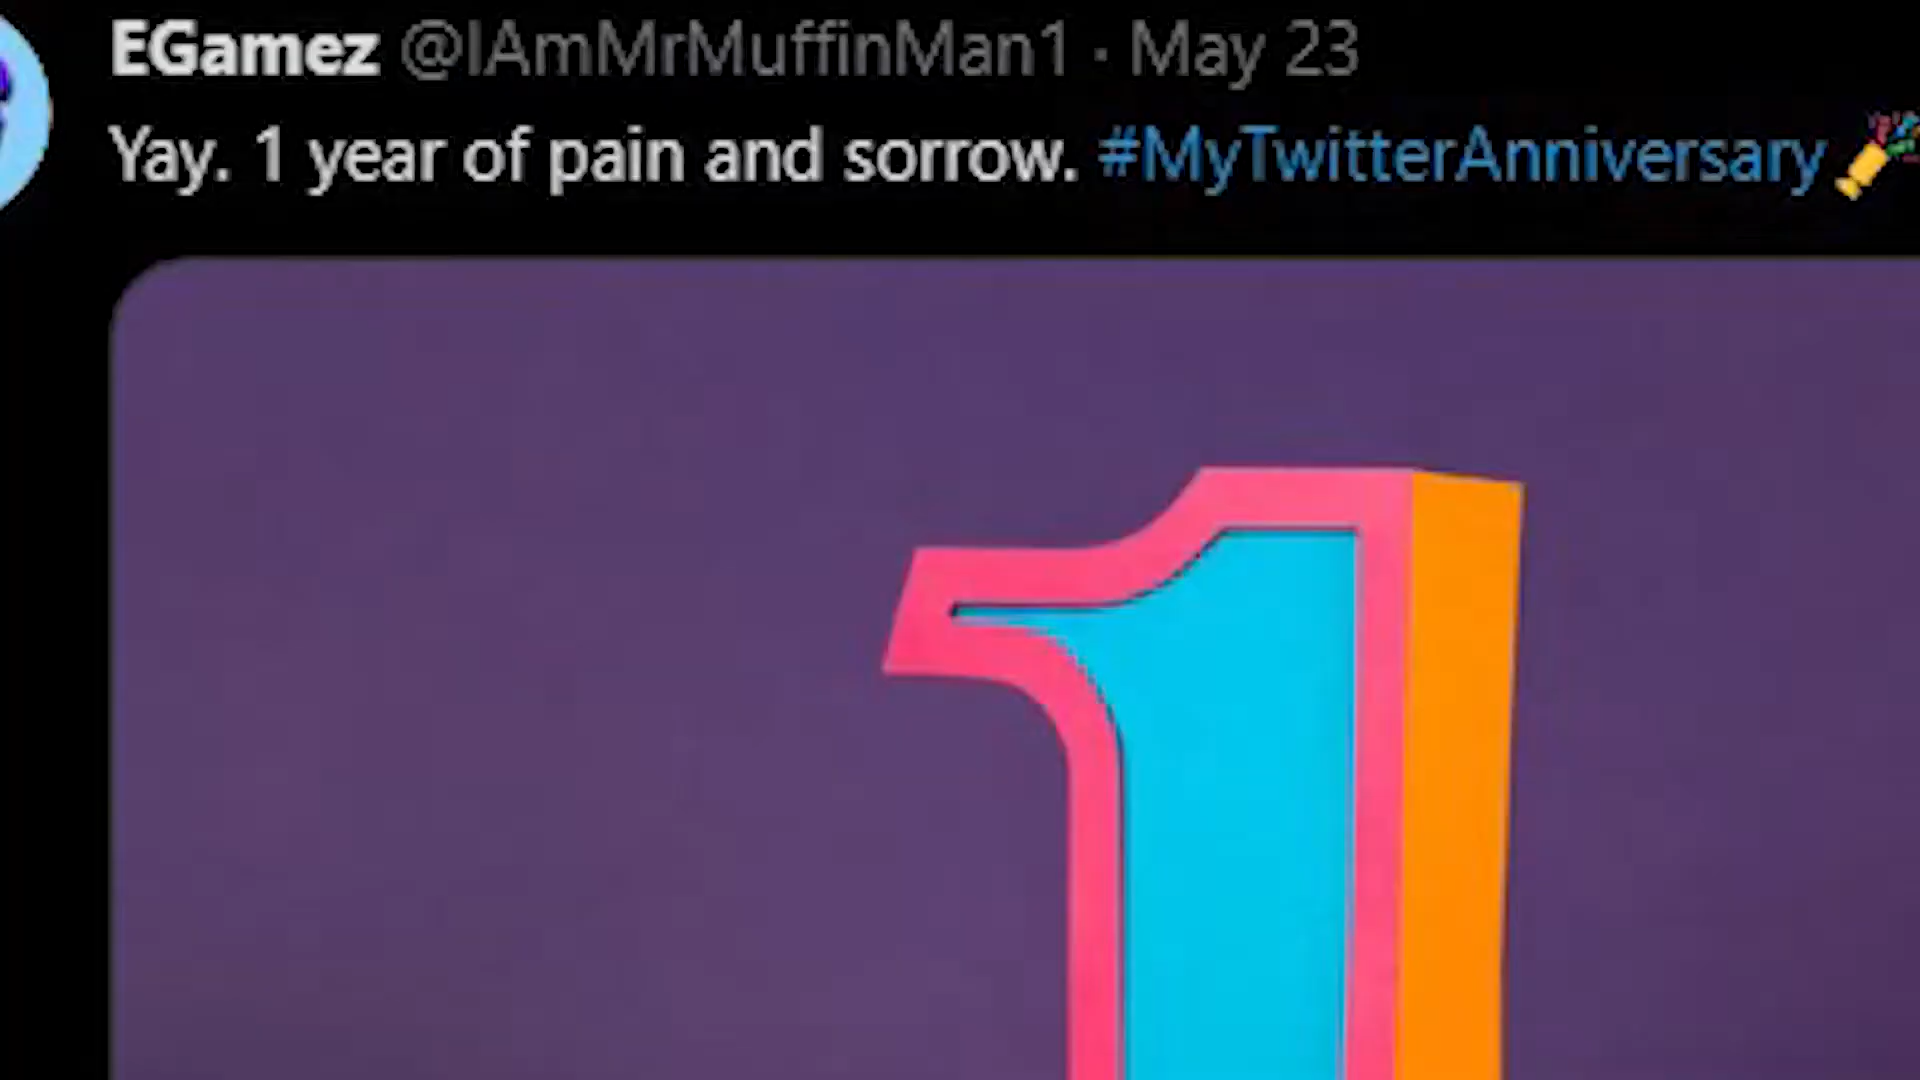 EGamez @IAmMrMuffinMan1 · May 23
Yay. 1 year of pain and sorrow. #MyTwitterAnniversary
1